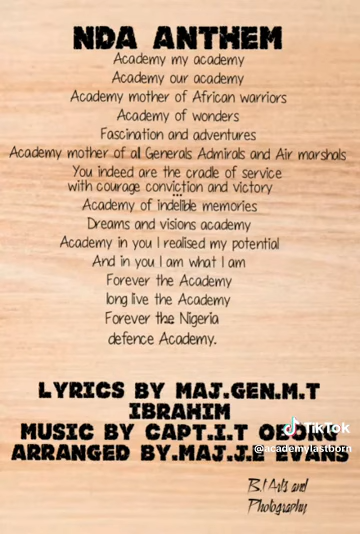 NDA ANTHEM
Academy my academy
Academy our academy
Academy mother of African warriors
Academy of wonders
Fascination and adventures
Academy mother of all Generals Admirals and Air marshals
You indeed are the cradle of service
with courage conviction and victory
...
Academy of indelible memories
Dreams and visions academy
Academy in you I realised my potential
And in you I am what I am
Forever the Academy
long live the Academy
Forever the Nigeria
defence Academy.
LYRICS BY MAJ.GEN.M.T
IBRAHIM
MUSIC BY CAPT.I.T OBONG
ARRANGED BY.MAJ.J.E EVANS
TikTok
@academylastborn
Photography